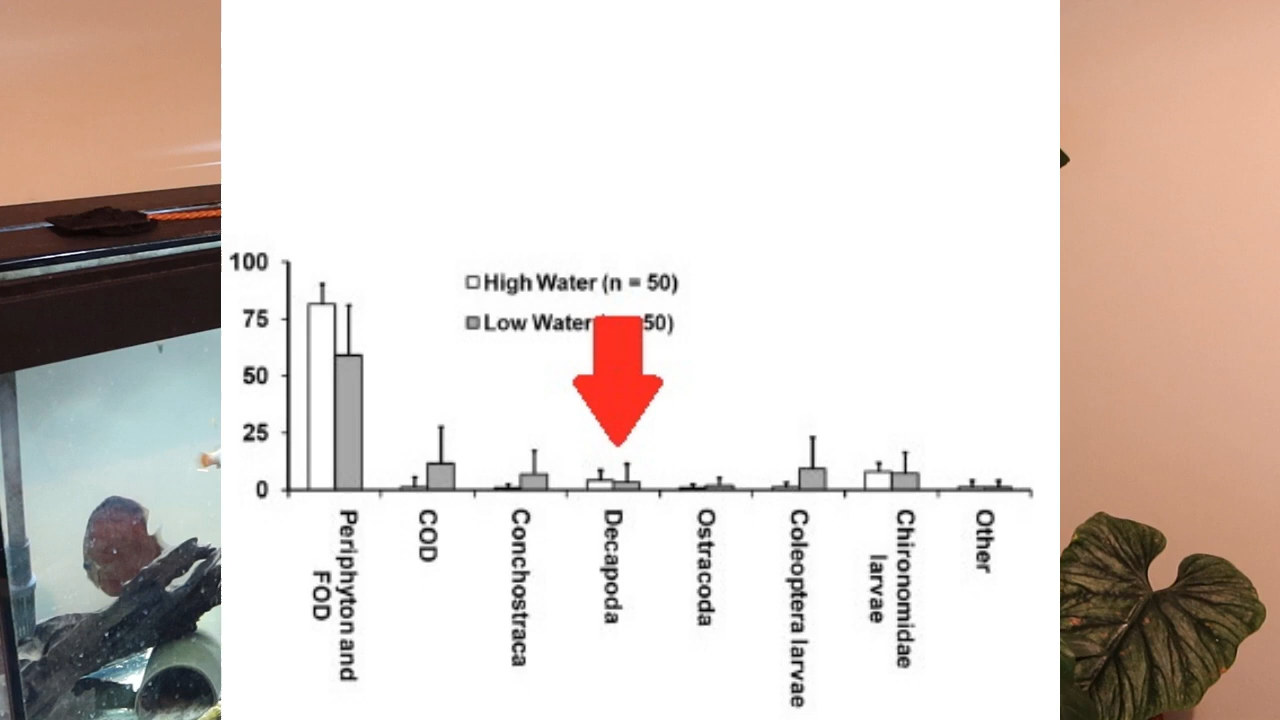 100
75
50
25
0
High Water (n = 50)
Low Water 50)
Periphyton and
FOD
COD
Conchostraca
Decapoda
Ostracoda
Coleoptera larvae
Chironomidae
larvae
Other